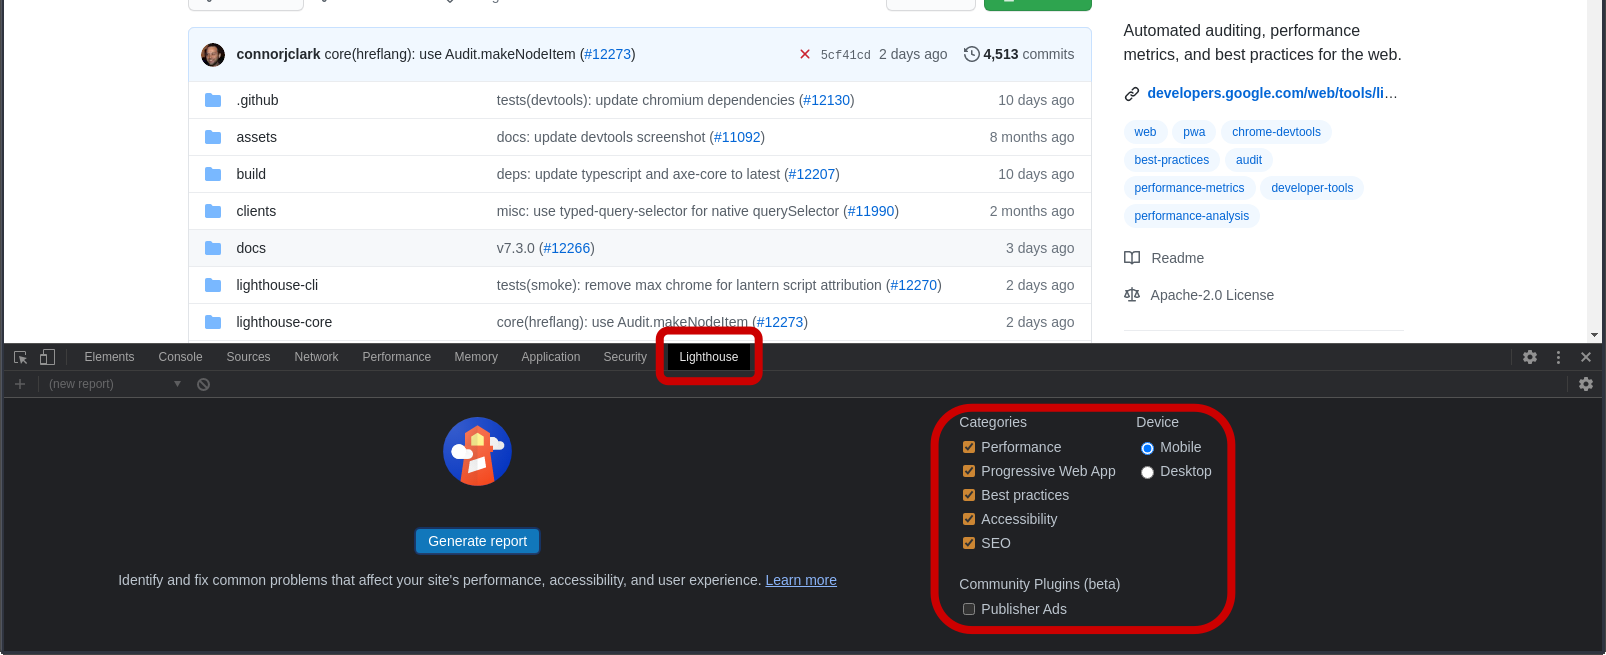 connorjclark core(hreflang): use Audit.makeNodeItem (#12273) 5cf41cd 2 days ago 4,513 commits
.github tests(devtools): update chromium dependencies (#12130) 10 days ago
assets docs: update devtools screenshot (#11092) 8 months ago
build deps: update typescript and axe-core to latest (#12207) 10 days ago
clients misc: use typed-query-selector for native querySelector (#11990) 2 months ago
docs v7.3.0 (#12266) 3 days ago
lighthouse-cli tests(smoke): remove max chrome for lantern script attribution (#12270) 2 days ago
lighthouse-core core(hreflang): use Audit.makeNodeItem (#12273) 2 days ago
Automated auditing, performance
metrics, and best practices for the web.
developers.google.com/web/tools/li…
web pwa chrome-devtools
best-practices audit
performance-metrics developer-tools
performance-analysis
Readme
Apache-2.0 License
Elements Console Sources Network Performance Memory Application Security Lighthouse
(new report)
Generate report
Identify and fix common problems that affect your site's performance, accessibility, and user experience. Learn more
Categories Device
Performance Mobile
Progressive Web App Desktop
Best practices
Accessibility
SEO
Community Plugins (beta)
Publisher Ads